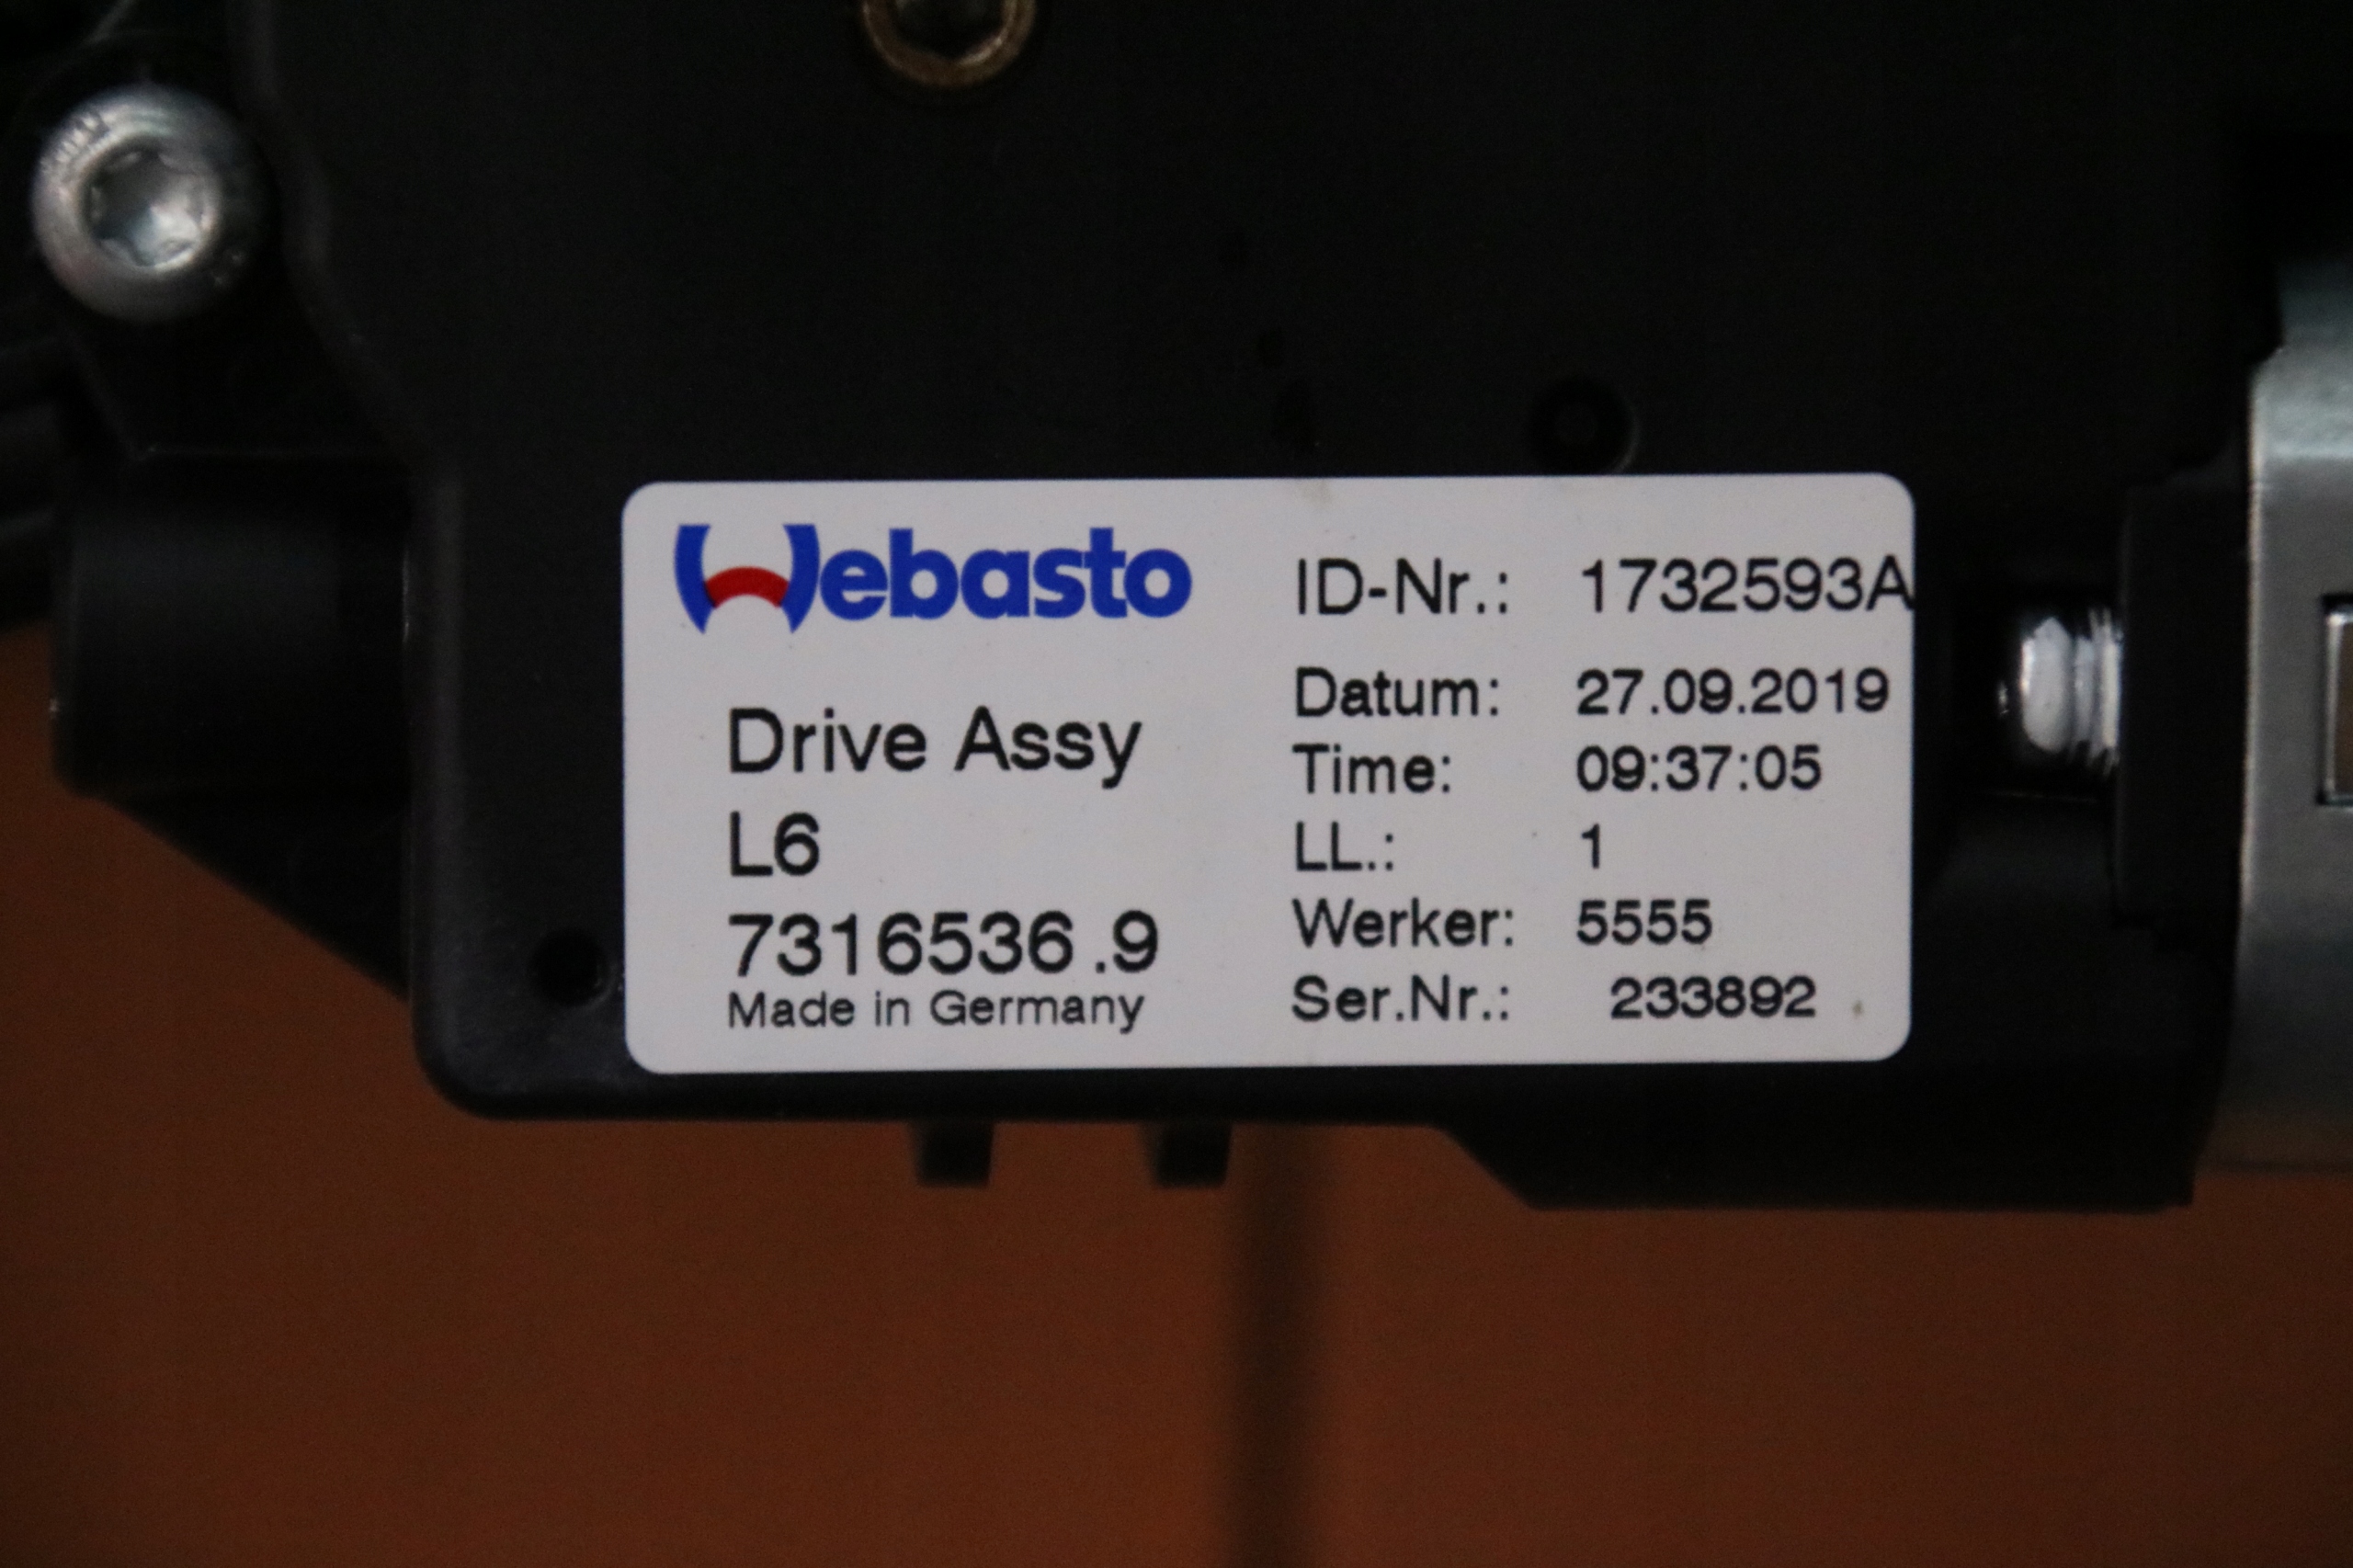 Webasto
Drive Assy
L6
7316536.9
Made in Germany
ID-Nr.: 1732593A
Datum: 27.09.2019
Time: 09:37:05
LL.: 1
Werker: 5555
Ser.Nr.: 233892